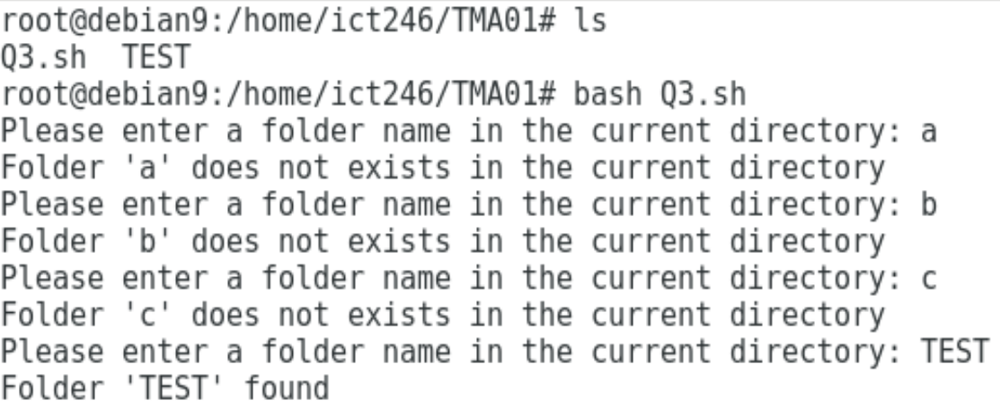 root@debian9:/home/ict246/TMA01# ls
Q3.sh  TEST
root@debian9:/home/ict246/TMA01# bash Q3.sh
Please enter a folder name in the current directory: a
Folder 'a' does not exists in the current directory
Please enter a folder name in the current directory: b
Folder 'b' does not exists in the current directory
Please enter a folder name in the current directory: c
Folder 'c' does not exists in the current directory
Please enter a folder name in the current directory: TEST
Folder 'TEST' found